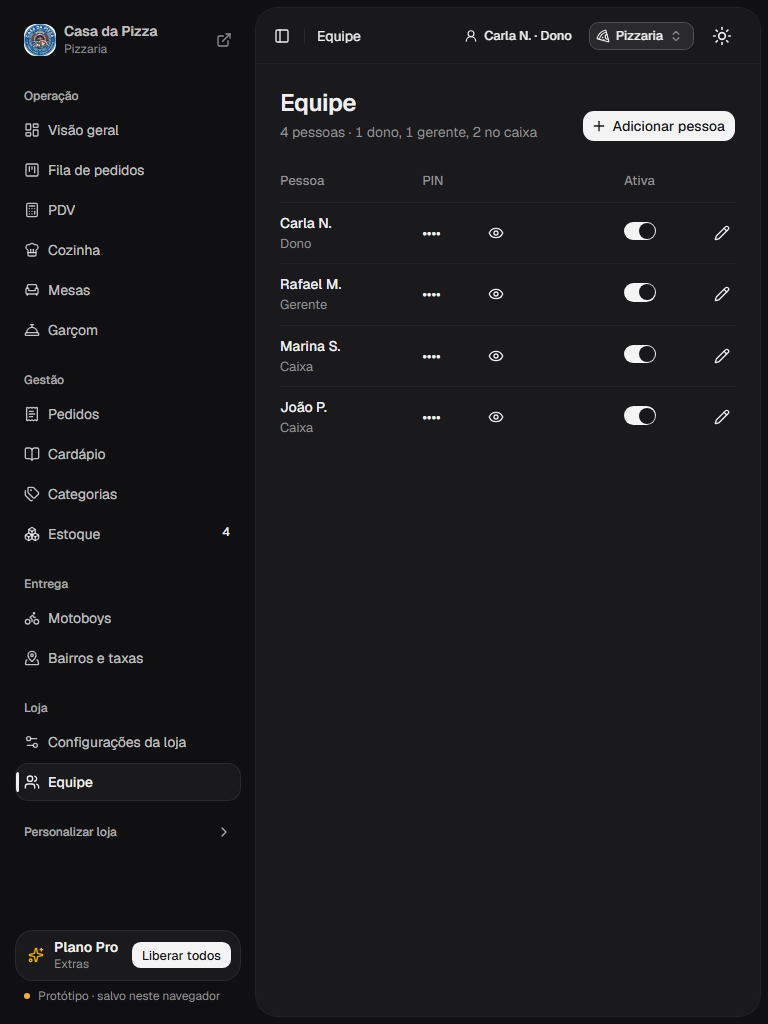 Casa da Pizza
Pizzaria
Operação
Visão geral
Fila de pedidos
PDV
Cozinha
Mesas
Garçom
Gestão
Pedidos
Cardápio
Categorias
Estoque 4
Entrega
Motoboys
Bairros e taxas
Loja
Configurações da loja
Equipe
Personalizar loja
Plano Pro
Extras
Liberar todos
Protótipo · salvo neste navegador
Equipe
Carla N. · Dono
Pizzaria
Equipe
4 pessoas · 1 dono, 1 gerente, 2 no caixa
Adicionar pessoa
Pessoa PIN Ativa
Carla N.
Dono
••••
Rafael M.
Gerente
••••
Marina S.
Caixa
••••
João P.
Caixa
••••